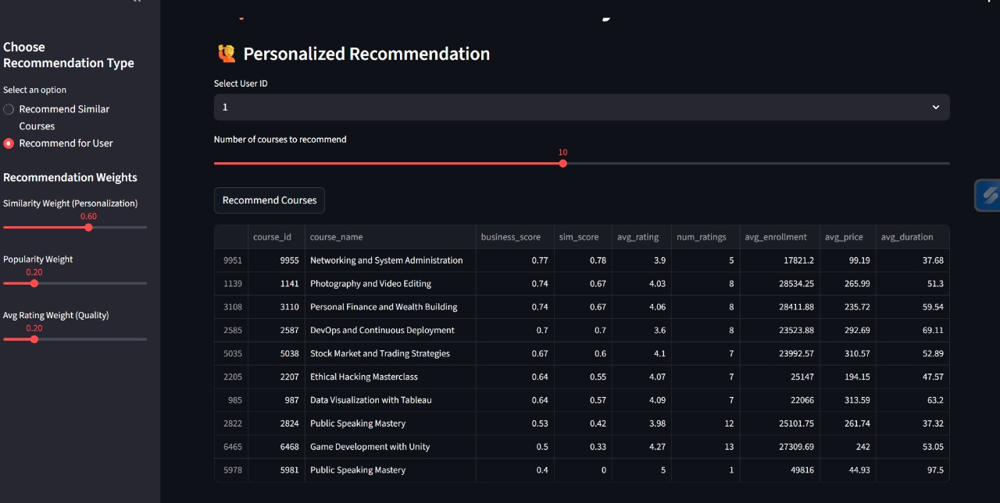 Choose
Recommendation Type
Select an option
Recommend Similar
Courses
Recommend for User
Recommendation Weights
Similarity Weight (Personalization)
0.60
Popularity Weight
0.20
Avg Rating Weight (Quality)
0.20
Personalized Recommendation
Select User ID
1
Number of courses to recommend
10
Recommend Courses
course_id course_name business_score sim_score avg_rating num_ratings avg_enrollment avg_price avg_duration
9951 9955 Networking and System Administration 0.77 0.78 3.9 5 17821.2 99.19 37.68
1139 1141 Photography and Video Editing 0.74 0.67 4.03 8 28534.25 265.99 51.3
3108 3110 Personal Finance and Wealth Building 0.74 0.67 4.06 8 28411.88 235.72 59.54
2585 2587 DevOps and Continuous Deployment 0.7 0.7 3.6 8 23523.88 292.69 69.11
5035 5038 Stock Market and Trading Strategies 0.67 0.6 4.1 7 23992.57 310.57 52.89
2205 2207 Ethical Hacking Masterclass 0.64 0.55 4.07 7 25147 194.15 47.57
985 987 Data Visualization with Tableau 0.64 0.57 4.09 7 22066 313.59 63.2
2822 2824 Public Speaking Mastery 0.53 0.42 3.98 12 25101.75 261.74 37.32
6465 6468 Game Development with Unity 0.5 0.33 4.27 13 27309.69 242 53.05
5978 5981 Public Speaking Mastery 0.4 0 5 1 49816 44.93 97.5